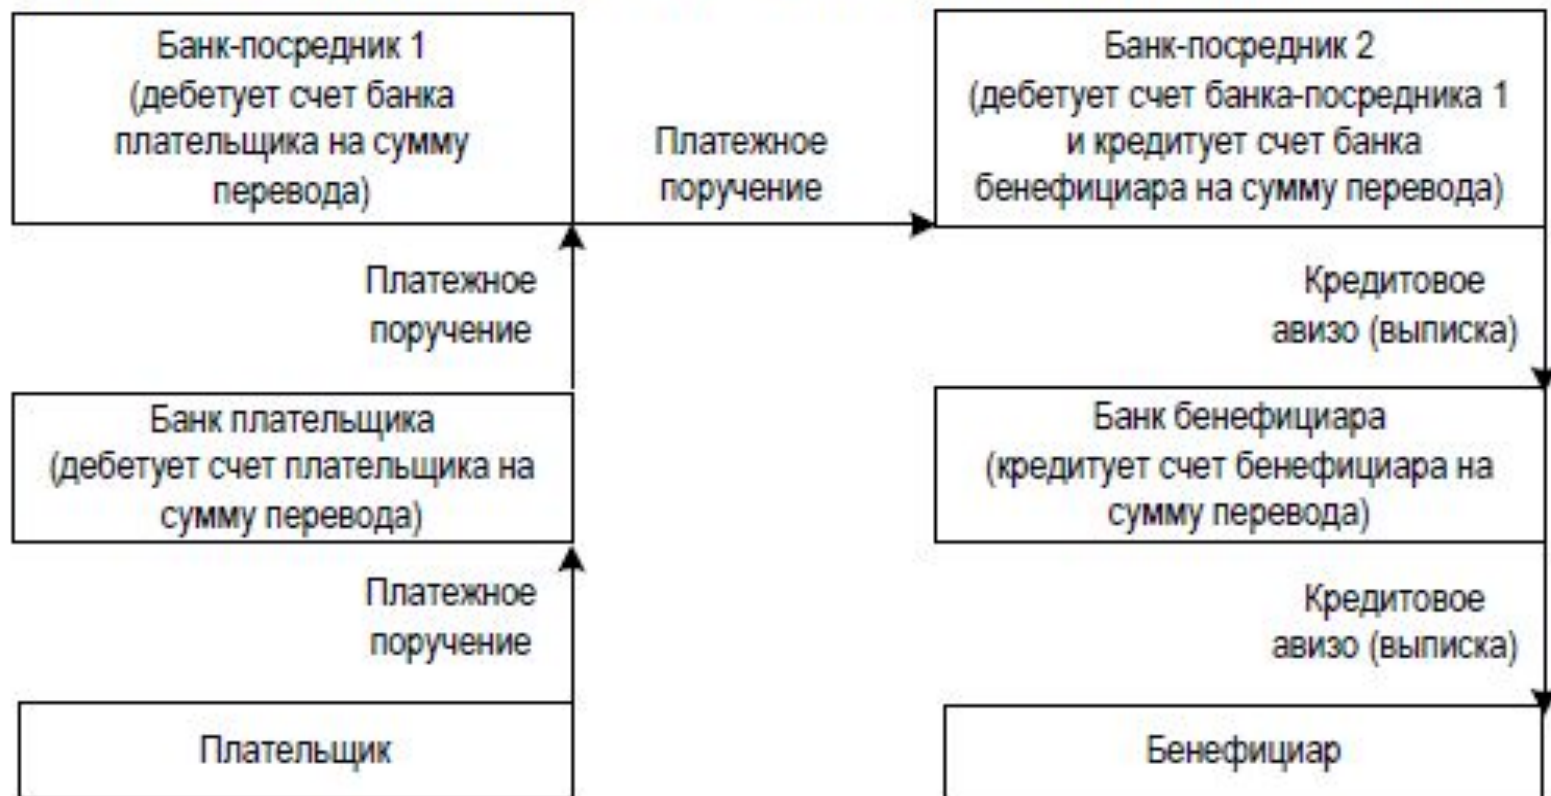 Банк-посредник 1
(дебетует счет банка
плательщика на сумму
перевода)
Платежное
поручение
Банк-посредник 2
(дебетует счет банка-посредника 1
и кредитует счет банка
бенефициара на сумму перевода)
Платежное
поручение
Кредитовое
авизо (выписка)
Банк плательщика
(дебетует счет плательщика на
сумму перевода)
Банк бенефициара
(кредитует счет бенефициара на
сумму перевода)
Платежное
поручение
Кредитовое
авизо (выписка)
Плательщик
Бенефициар